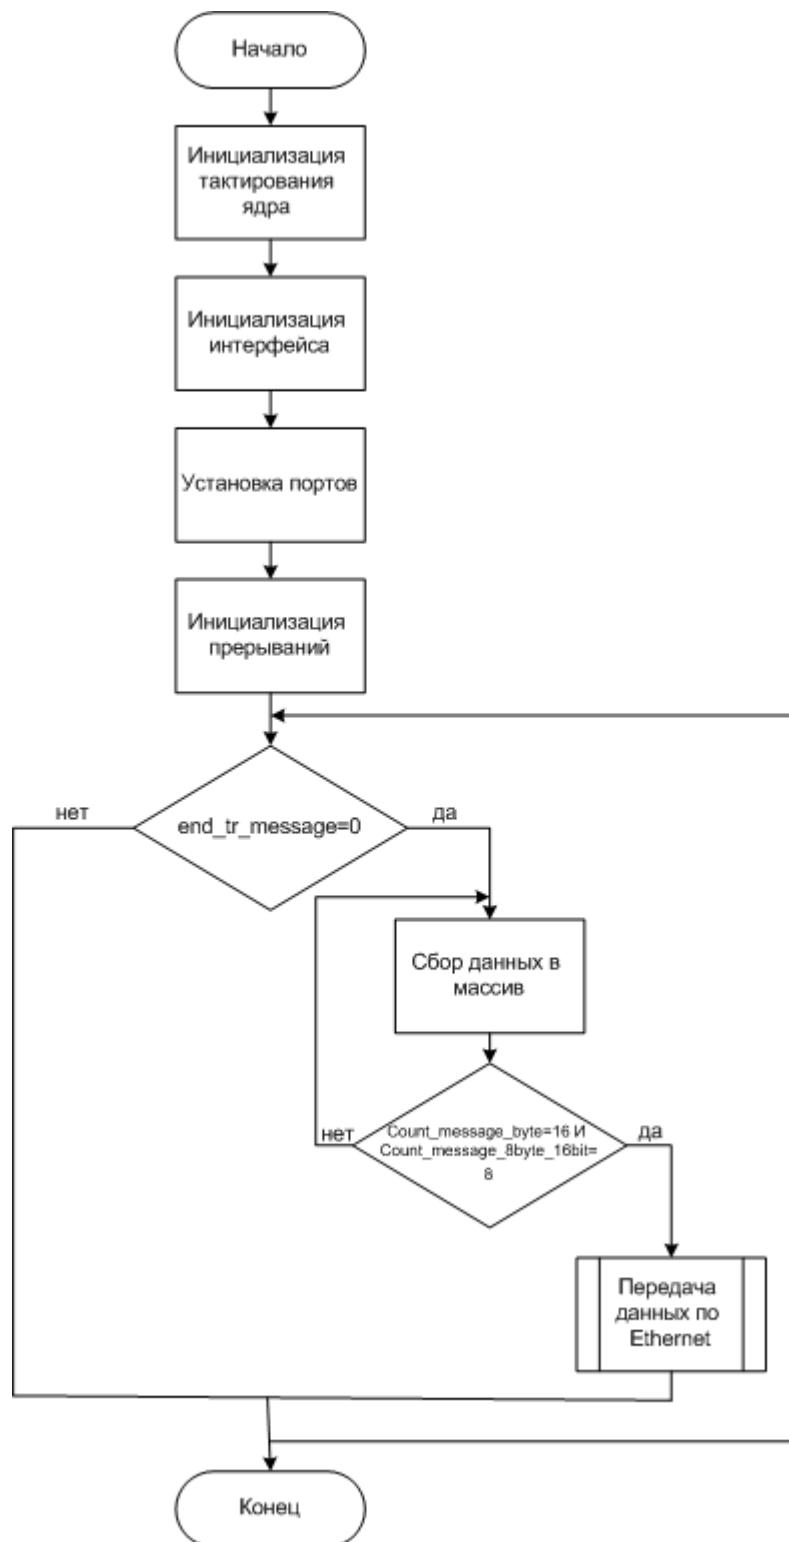 Начало
Инициализация
тактирования
ядра
Инициализация
интерфейса
Установка портов
Инициализация
прерываний
нет
end_tr_message=0
да
Сбор данных в
массив
нет
Count_message_byte=16 И
Count_message_8byte_16bit=
8
да
Передача
данных по
Ethernet
Конец